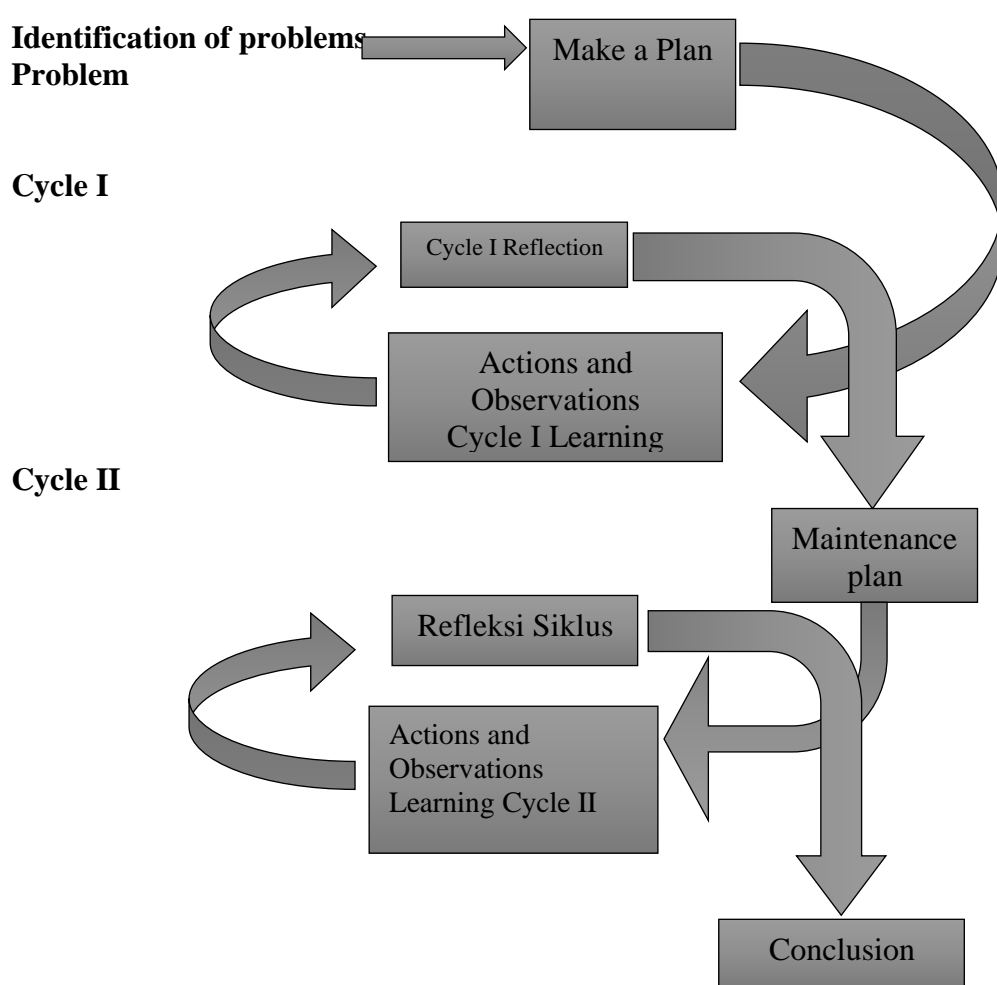 Identification of problems
Problem
Make a Plan
Cycle I
Cycle I Reflection
Actions and
Observations
Cycle I Learning
Cycle II
Maintenance
plan
Refleksi Siklus
Actions and
Observations
Learning Cycle II
Conclusion